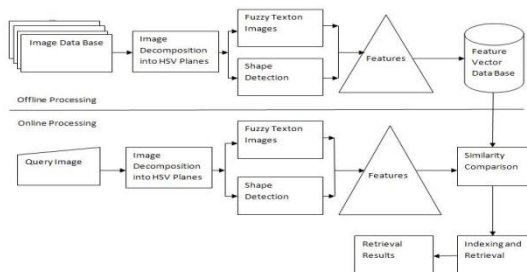 Image Data Base
Image
Decomposition
into HSV Planes
Fuzzy Texton
Images
Shape
Detection
Features
Feature
Vector
Data Base
Offline Processing
Online Processing
Query Image
Image
Decomposition
into HSV Planes
Fuzzy Texton
Images
Shape
Detection
Features
Similarity
Comparison
Retrieval
Results
Indexing and
Retrieval